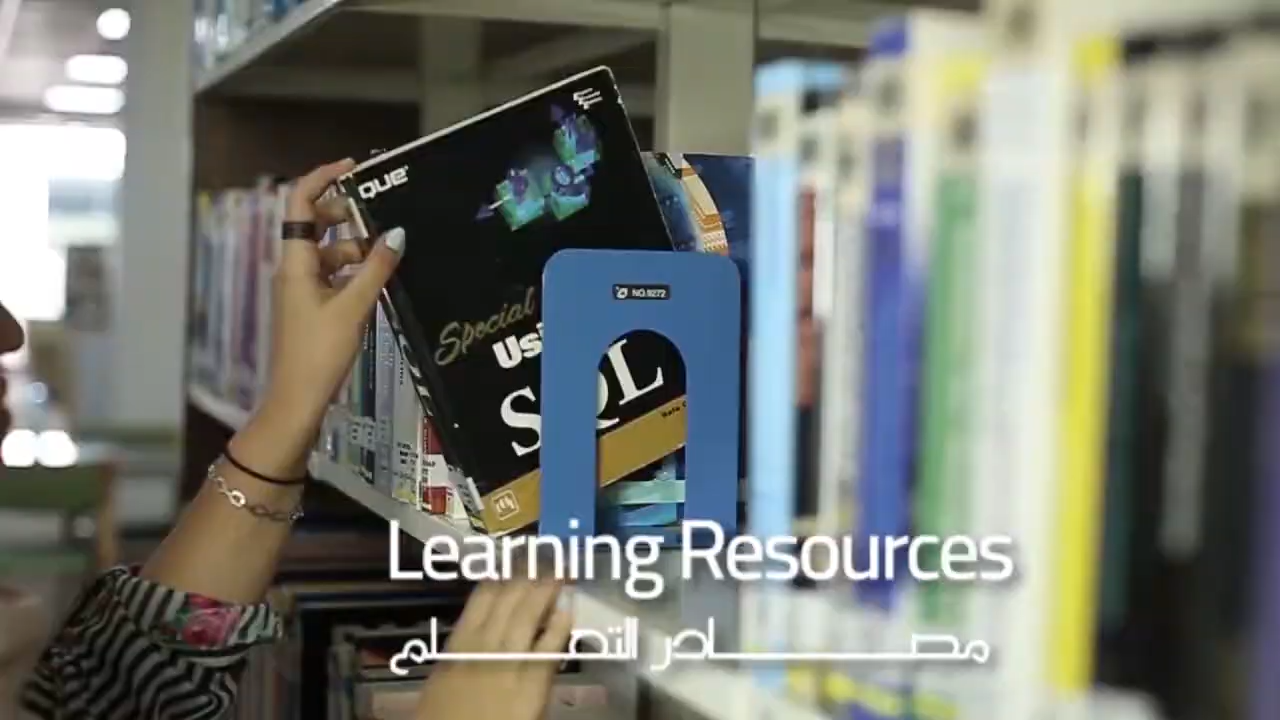 QUE
NO.9272
Special
Usi
SQL
Learning Resources
مصادر التعلم